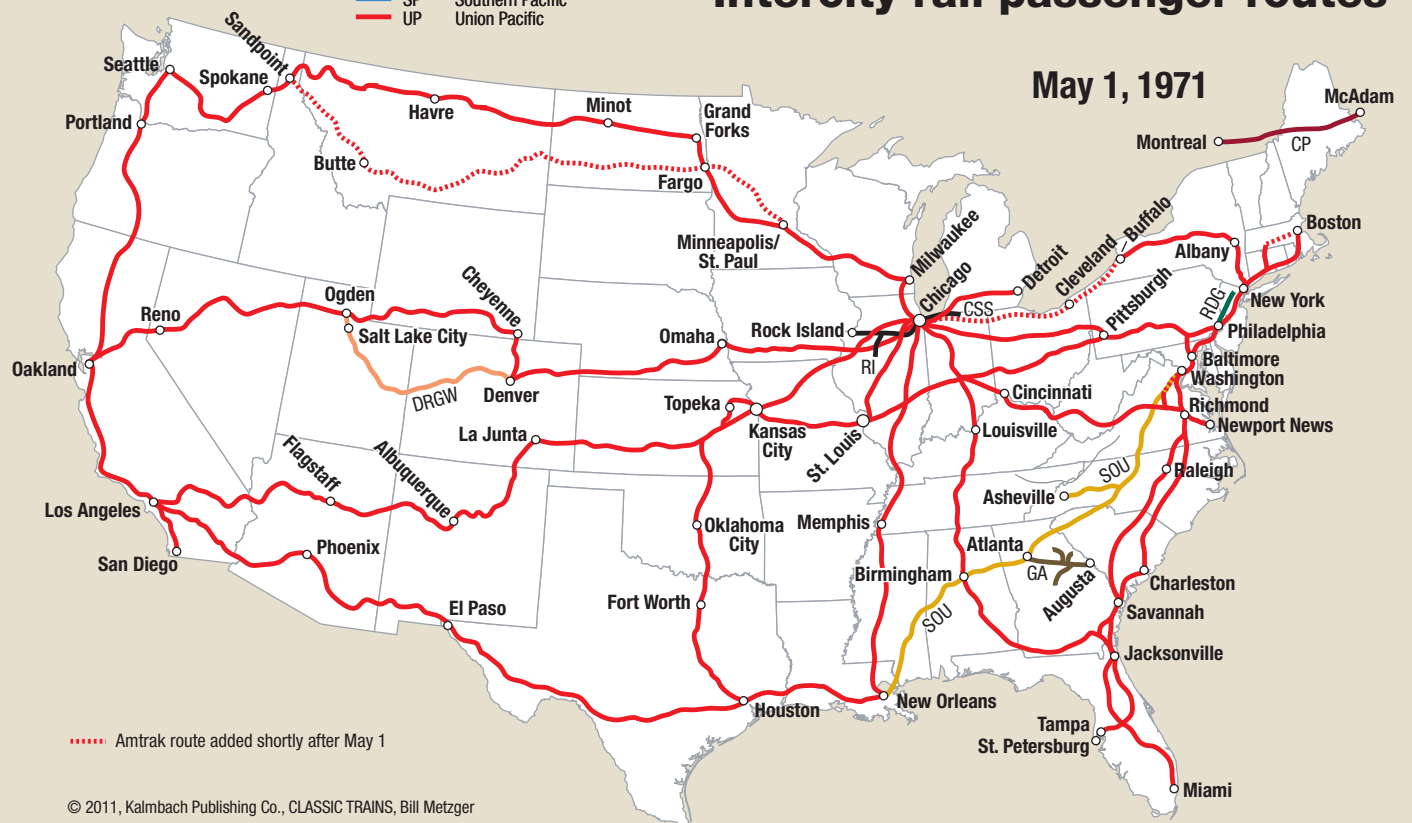 SP Southern Pacific
UP Union Pacific
Intercity rail passenger routes
May 1, 1971
Seattle
Spokane
Sandpoint
Portland
Havre
Minot
Grand
Forks
Butte
Fargo
Minneapolis/
St. Paul
Milwaukee
Chicago
CSS
Detroit
Cleveland
Buffalo
Albany
Boston
Montreal
McAdam
CP
New York
RDG
Philadelphia
Pittsburgh
Baltimore
Washington
Richmond
Newport News
Reno
Ogden
Salt Lake City
Cheyenne
Oakland
DRGW
Denver
Omaha
Rock Island
RI
Topeka
Kansas
City
St. Louis
Cincinnati
Louisville
La Junta
Flagstaff
Albuquerque
Los Angeles
San Diego
Phoenix
El Paso
Oklahoma
City
Fort Worth
Memphis
Asheville
SOU
Raleigh
Atlanta
GA
Augusta
Birmingham
SOU
Charleston
Savannah
Jacksonville
New Orleans
Houston
Tampa
St. Petersburg
Miami
Amtrak route added shortly after May 1
© 2011, Kalmbach Publishing Co., CLASSIC TRAINS, Bill Metzger